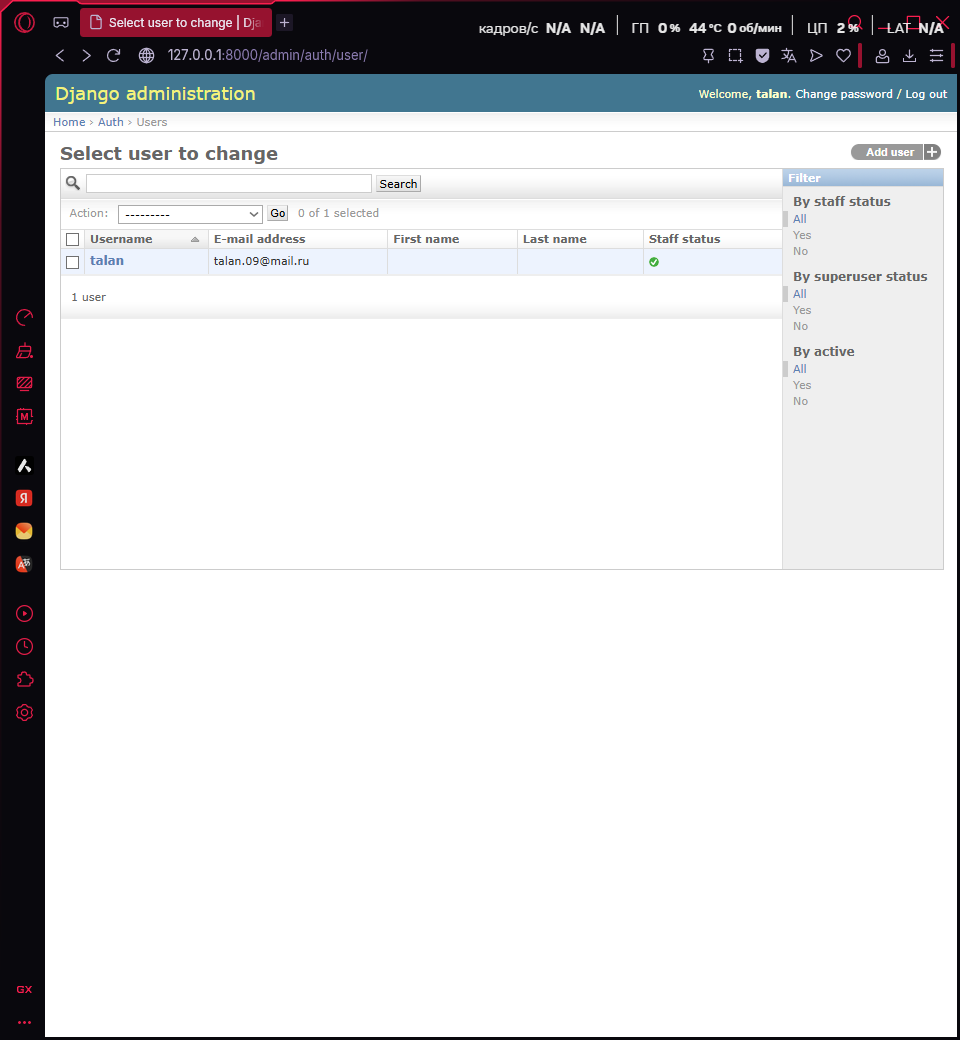 Select user to change | Dja
кадров/с N/A N/A ГП 0 % 44 °C 0 об/мин ЦП 2 % LAT N/A
127.0.0.1:8000/admin/auth/user/
Django administration
Welcome, talan. Change password / Log out
Home › Auth › Users
Select user to change
Add user
Search
Action: --------- Go 0 of 1 selected
Username E-mail address First name Last name Staff status
talan talan.09@mail.ru
1 user
Filter
By staff status
All
Yes
No
By superuser status
All
Yes
No
By active
All
Yes
No
M
Я
GX